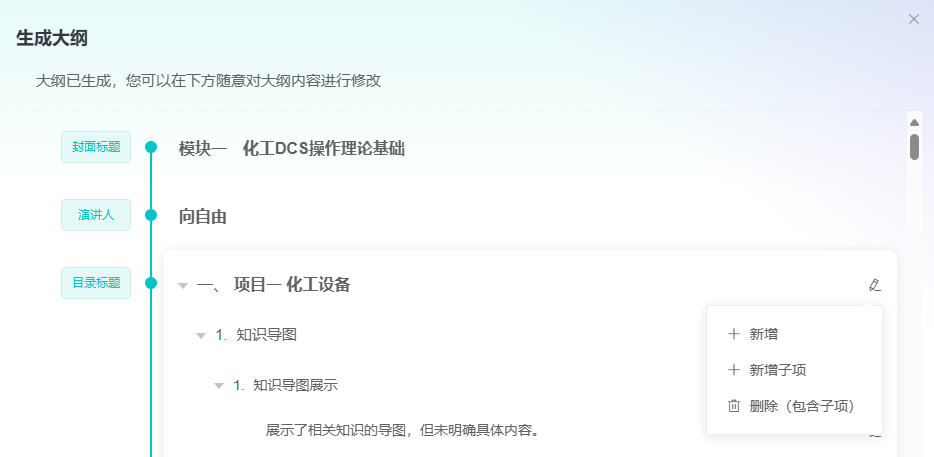 生成大纲
大纲已生成，您可以在下方随意对大纲内容进行修改
封面标题
模块一 化工DCS操作理论基础
演讲人
向自由
目录标题
一、 项目一 化工设备
1. 知识导图
新增
新增子项
1. 知识导图展示
删除（包含子项）
展示了相关知识的导图，但未明确具体内容。